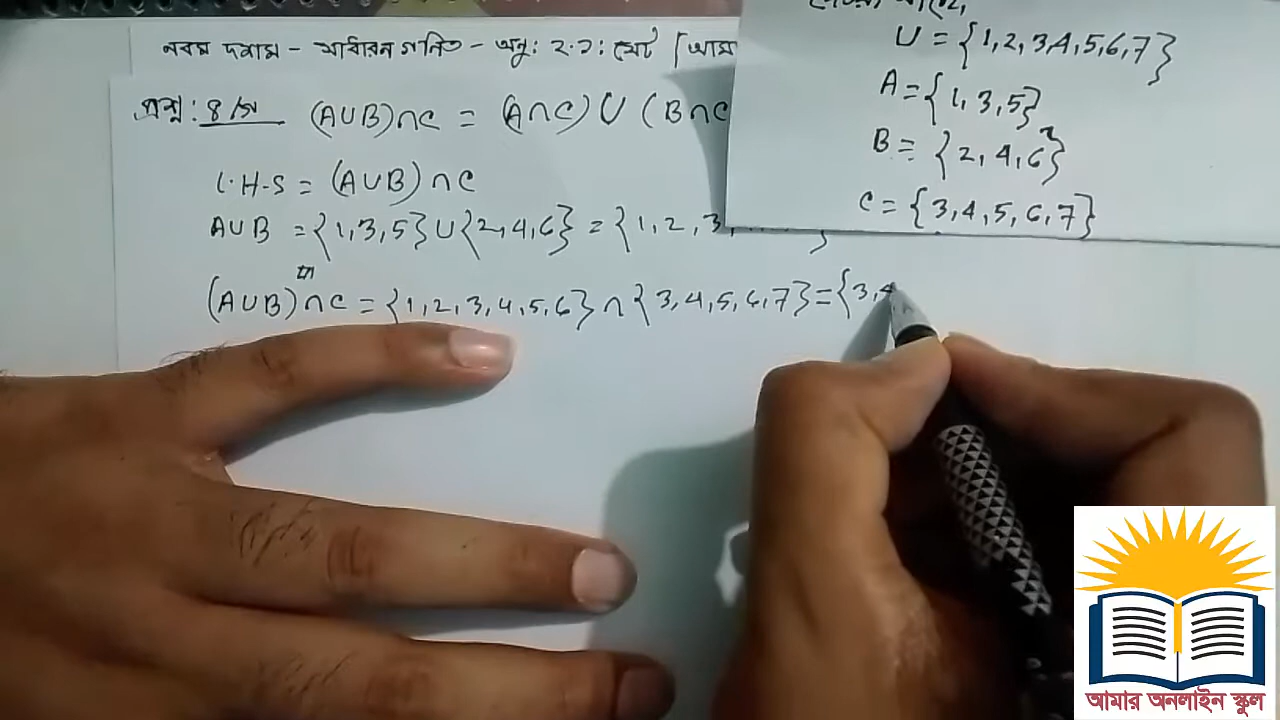 নবম দশম - সাধারন গনিত - অনু: ২.১: সেট [আমা
U = {1,2,3,4,5,6,7}
A = {1,3,5}
B = {2,4,6}
C = {3,4,5,6,7}
প্রশ্ন: ৪ (A∪B)∩C = (A∩C) ∪ (B∩C
L.H.S = (A∪B)∩C
A∪B = {1,3,5} ∪ {2,4,6} = {1,2,3,
(A∪B)∩C = {1,2,3,4,5,6} ∩ {3,4,5,6,7} = {3,4
আমার অনলাইন স্কুল